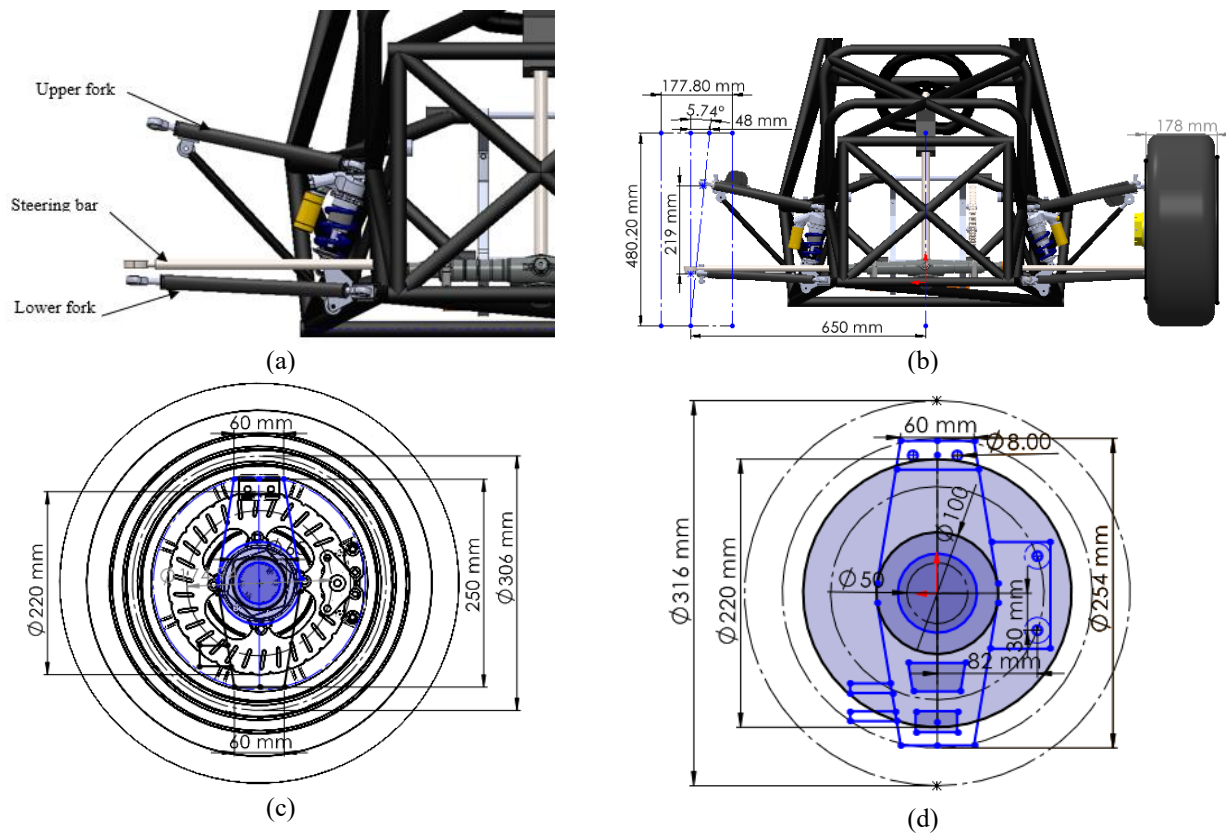 Upper fork
Steering bar
Lower fork
(a)
177.80 mm
5.74°
48 mm
178 mm
480.20 mm
219 mm
650 mm
(b)
60 mm
Ø220 mm
250 mm
Ø306 mm
60 mm
(c)
60 mm
Ø8.00
Ø100
Ø50
Ø316 mm
Ø220 mm
30 mm
82 mm
Ø254 mm
(d)